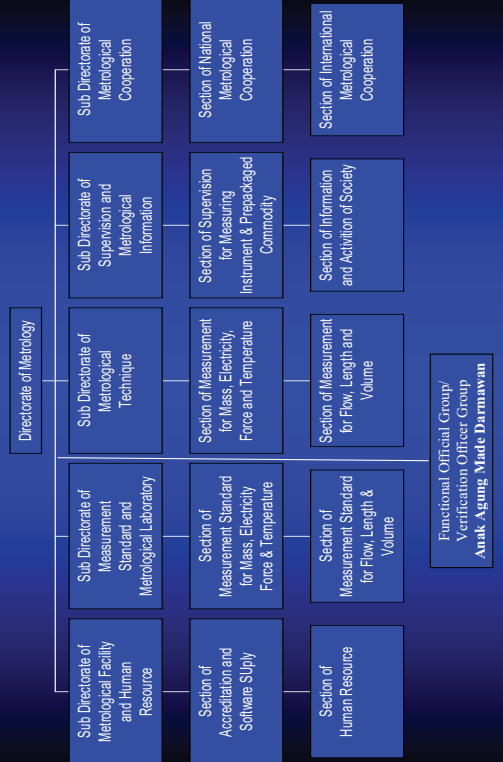 Directorate of Metrology
Sub Directorate of
Metrological Facility
and Human
Resource
Sub Directorate of
Measurement
Standard and
Metrological Laboratory
Sub Directorate of
Metrological
Technique
Sub Directorate of
Supervision and
Metrological
Information
Sub Directorate of
Metrological
Cooperation
Section of
Accreditation and
Software SUply
Section of
Measurement Standard
for Mass, Electricity
Force & Temperature
Section of Measurement
for Mass, Electricity,
Force and Temperature
Section of Supervision
for Measuring
Instrument & Prepackaged
Commodity
Section of National
Metrological
Cooperation
Section of
Human Resource
Section of
Measurement Standard
for Flow, Length &
Volume
Section of Measurement
for Flow, Length and
Volume
Section of Information
and Activition of Society
Section of International
Metrological
Cooperation
Functional Official Group/
Verification Officer Group
Anak Agung Made Darmawan